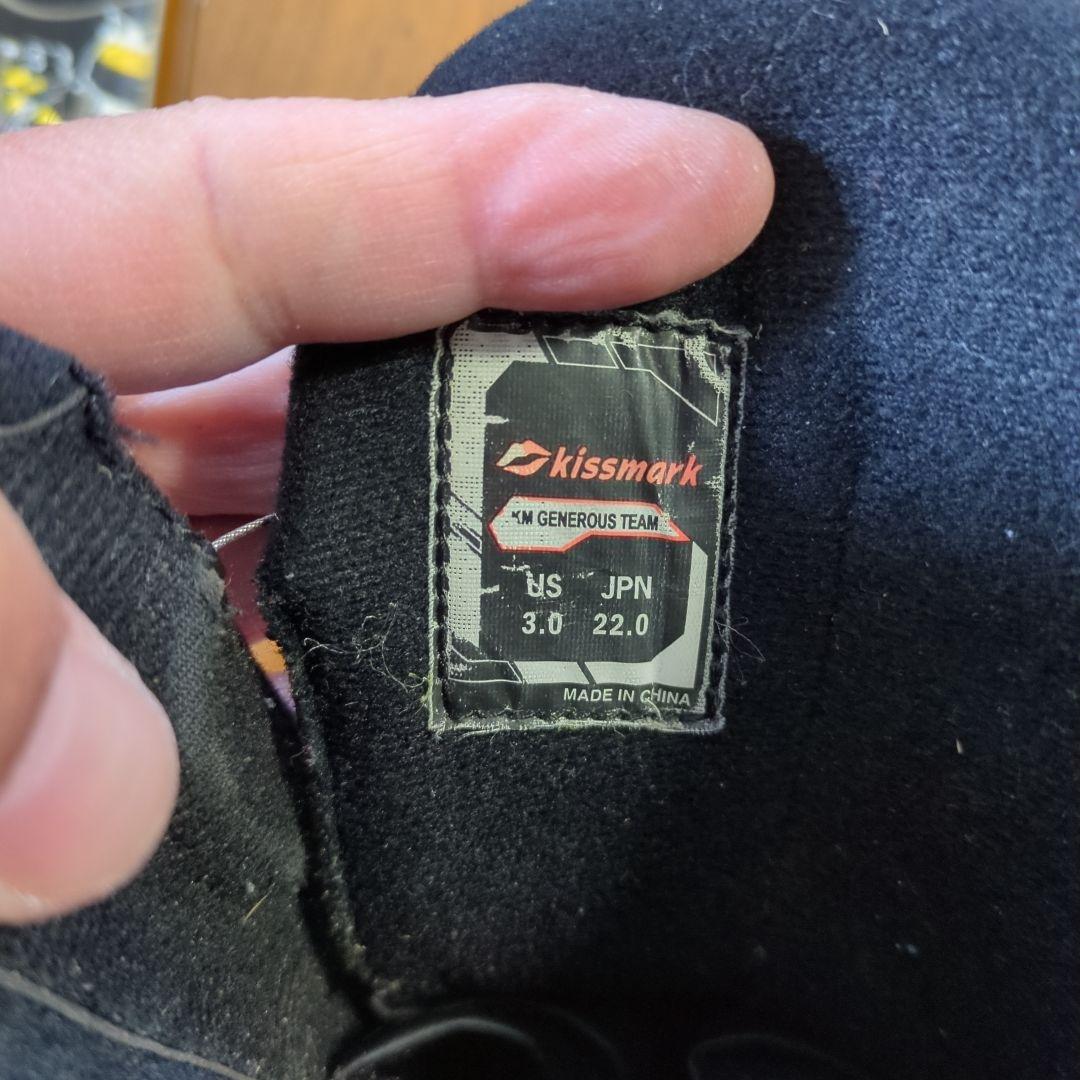 kissmark
KM GENEROUS TEAM
US JPN
3.0 22.0
MADE IN CHINA